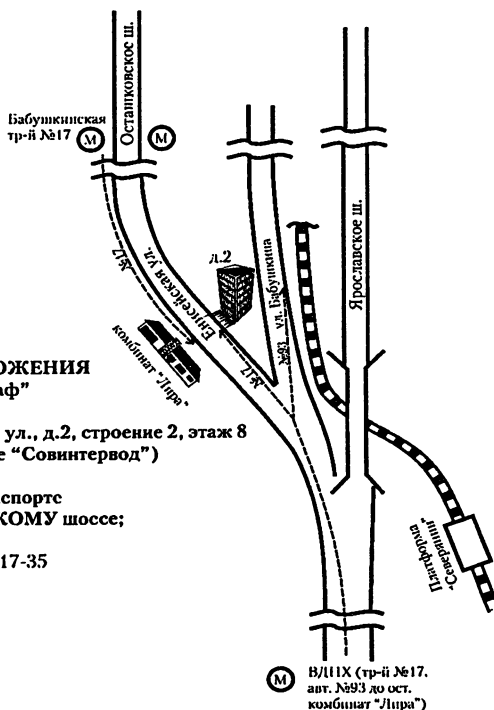 Осташковское ш.
Бабушкинская
тр-й №17
М
М
д.2
Енисейская ул.
№17
комбинат "Лира"
№17
№93 ул. Бабушкина
Ярославское ш.
ОЖЕНИЯ
аф"
ул., д.2, строение 2, этаж 8
е “Совинтервод”)
спорте
КОМУ шоссе;
17-35
Платформа
"Северянин"
М
ВДНХ (тр-й №17,
авт. №93 до ост.
комбинат "Лира")